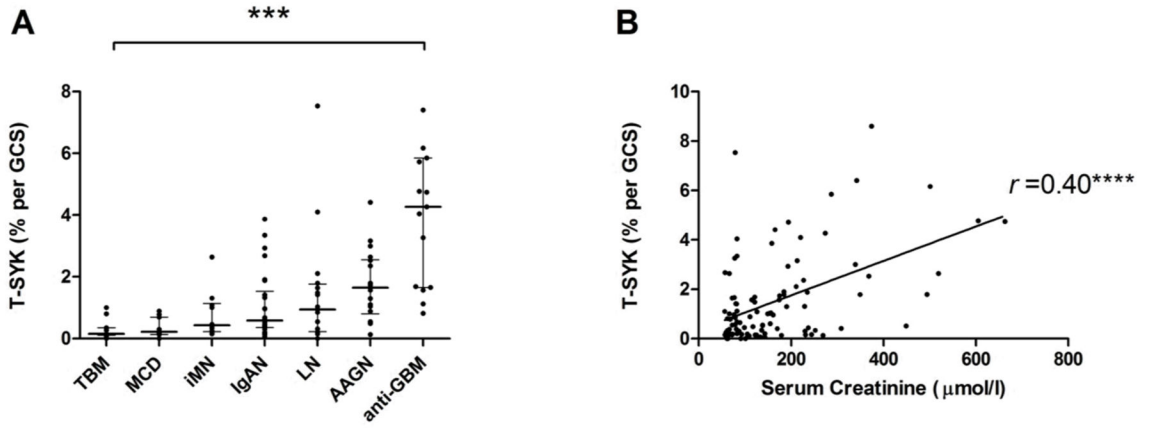 A
***
8
6
4
2
0
T-SYK (% per GCS)
TBM
MCD
iMN
IgAN
LN
AAGN
anti-GBM
B
10
8
6
4
2
0
T-SYK (% per GCS)
r =0.40****
0
200
400
600
800
Serum Creatinine ( μmol/l)